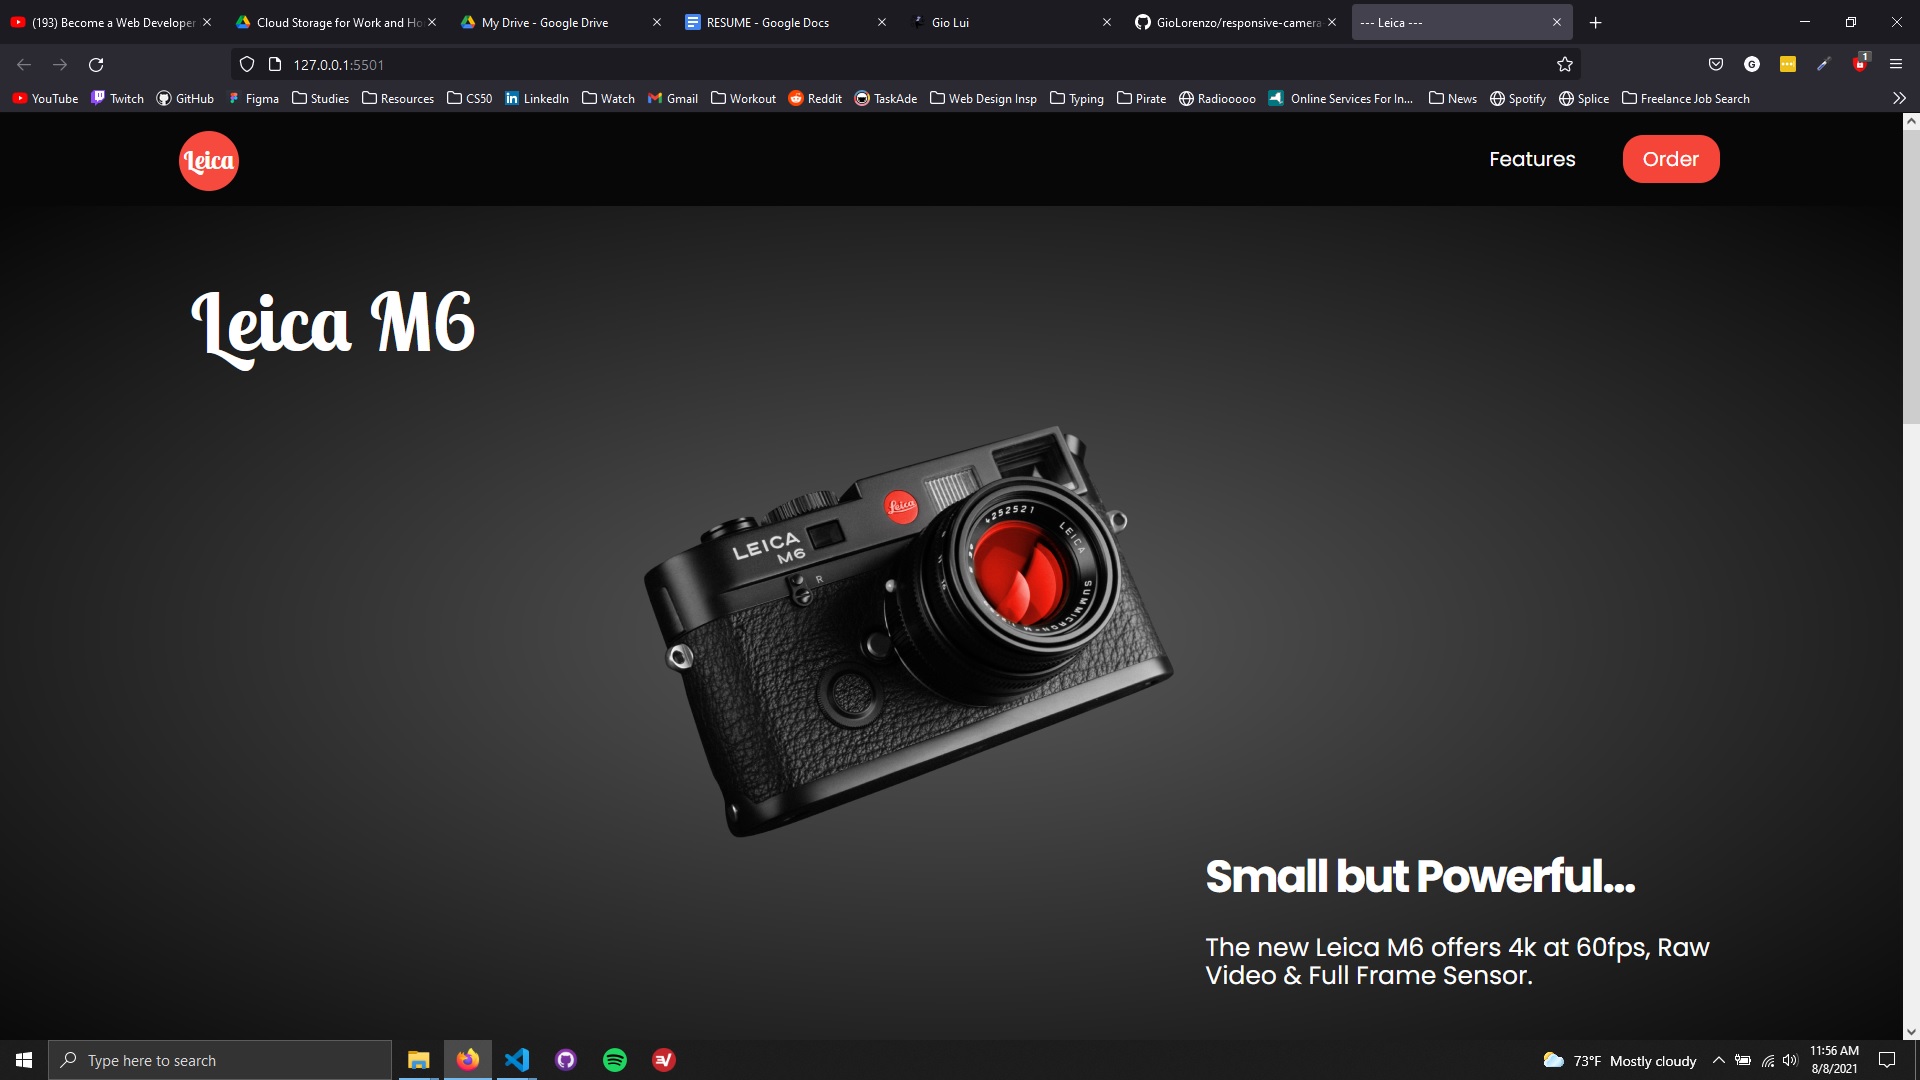 (193) Become a Web Developer
Cloud Storage for Work and Ho
My Drive - Google Drive
RESUME - Google Docs
Gio Lui
GioLorenzo/responsive-camera
--- Leica ---
127.0.0.1:5501
G
1
YouTube
Twitch
GitHub
Figma
Studies
Resources
CS50
LinkedIn
Watch
Gmail
Workout
Reddit
TaskAde
Web Design Insp
Typing
Pirate
Radiooooo
Online Services For In...
News
Spotify
Splice
Freelance Job Search
Leica
Features
Order
Leica M6
Leica
LEICA
M6
R
4252521
LEICA
SUMMICRON-M
Small but Powerful...
The new Leica M6 offers 4k at 60fps, Raw
Video & Full Frame Sensor.
Type here to search
73°F Mostly cloudy
11:56 AM
8/8/2021